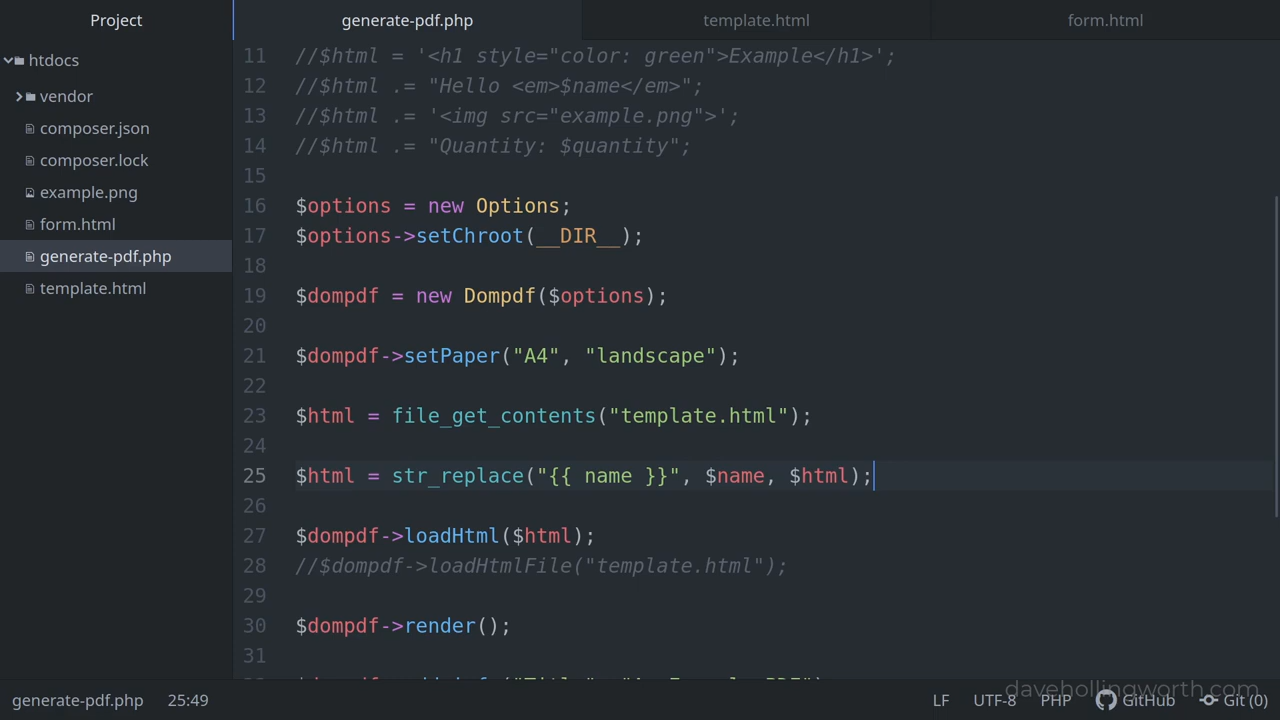 Project
generate-pdf.php
template.html
form.html
htdocs
vendor
composer.json
composer.lock
example.png
form.html
generate-pdf.php
template.html
11 //$html = '<h1 style="color: green">Example</h1>';
12 //$html .= "Hello <em>$name</em>";
13 //$html .= '<img src="example.png">';
14 //$html .= "Quantity: $quantity";
15
16 $options = new Options;
17 $options->setChroot(__DIR__);
18
19 $dompdf = new Dompdf($options);
20
21 $dompdf->setPaper("A4", "landscape");
22
23 $html = file_get_contents("template.html");
24
25 $html = str_replace("{{ name }}", $name, $html);
26
27 $dompdf->loadHtml($html);
28 //$dompdf->loadHtmlFile("template.html");
29
30 $dompdf->render();
31
generate-pdf.php 25:49
LF UTF-8 PHP GitHub Git (0)
davehollingworth.com